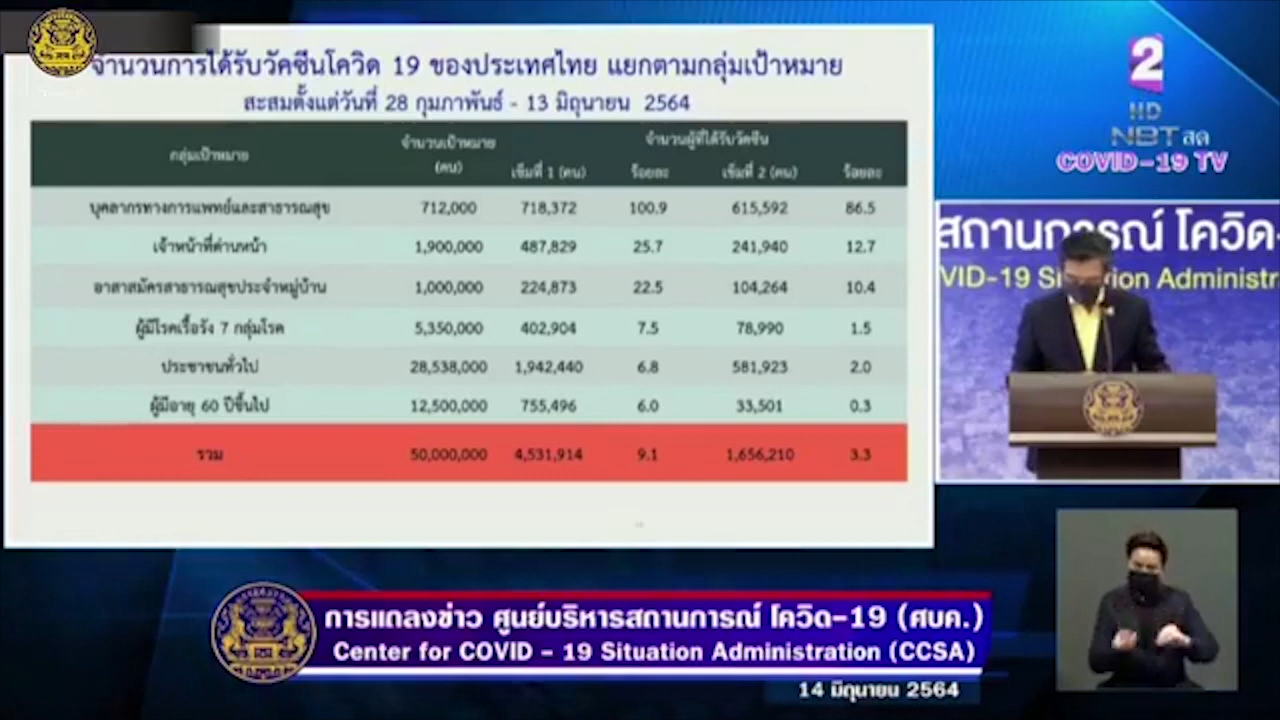 จำนวนการได้รับวัคซีนโควิด 19 ของประเทศไทย แยกตามกลุ่มเป้าหมาย
สะสมตั้งแต่วันที่ 28 กุมภาพันธ์ - 13 มิถุนายน 2564
กลุ่มเป้าหมาย จำนวนเป้าหมาย (คน) จำนวนผู้ที่ได้รับวัคซีน
เข็มที่ 1 (คน) ร้อยละ เข็มที่ 2 (คน) ร้อยละ
บุคลากรทางการแพทย์และสาธารณสุข 712,000 718,372 100.9 615,592 86.5
เจ้าหน้าที่ด่านหน้า 1,900,000 487,829 25.7 241,940 12.7
อาสาสมัครสาธารณสุขประจำหมู่บ้าน 1,000,000 224,873 22.5 104,264 10.4
ผู้มีโรคเรื้อรัง 7 กลุ่มโรค 5,350,000 402,904 7.5 78,990 1.5
ประชาชนทั่วไป 28,538,000 1,942,440 6.8 581,923 2.0
ผู้มีอายุ 60 ปีขึ้นไป 12,500,000 755,496 6.0 33,501 0.3
รวม 50,000,000 4,531,914 9.1 1,656,210 3.3
2
HD
NBT สด
COVID-19 TV
สถานการณ์ โควิด-
VID-19 Situation Administr
การแถลงข่าว ศูนย์บริหารสถานการณ์ โควิด-19 (ศบค.)
Center for COVID - 19 Situation Administration (CCSA)
14 มิถุนายน 2564